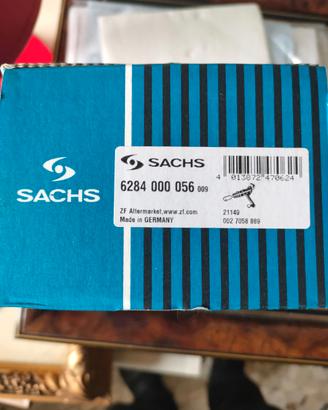 SACHS
SACHS
6284 000 056 009
4 013872 470624
ZF Aftermarket,www.zf.com
Made in GERMANY
21149
002 7058 889